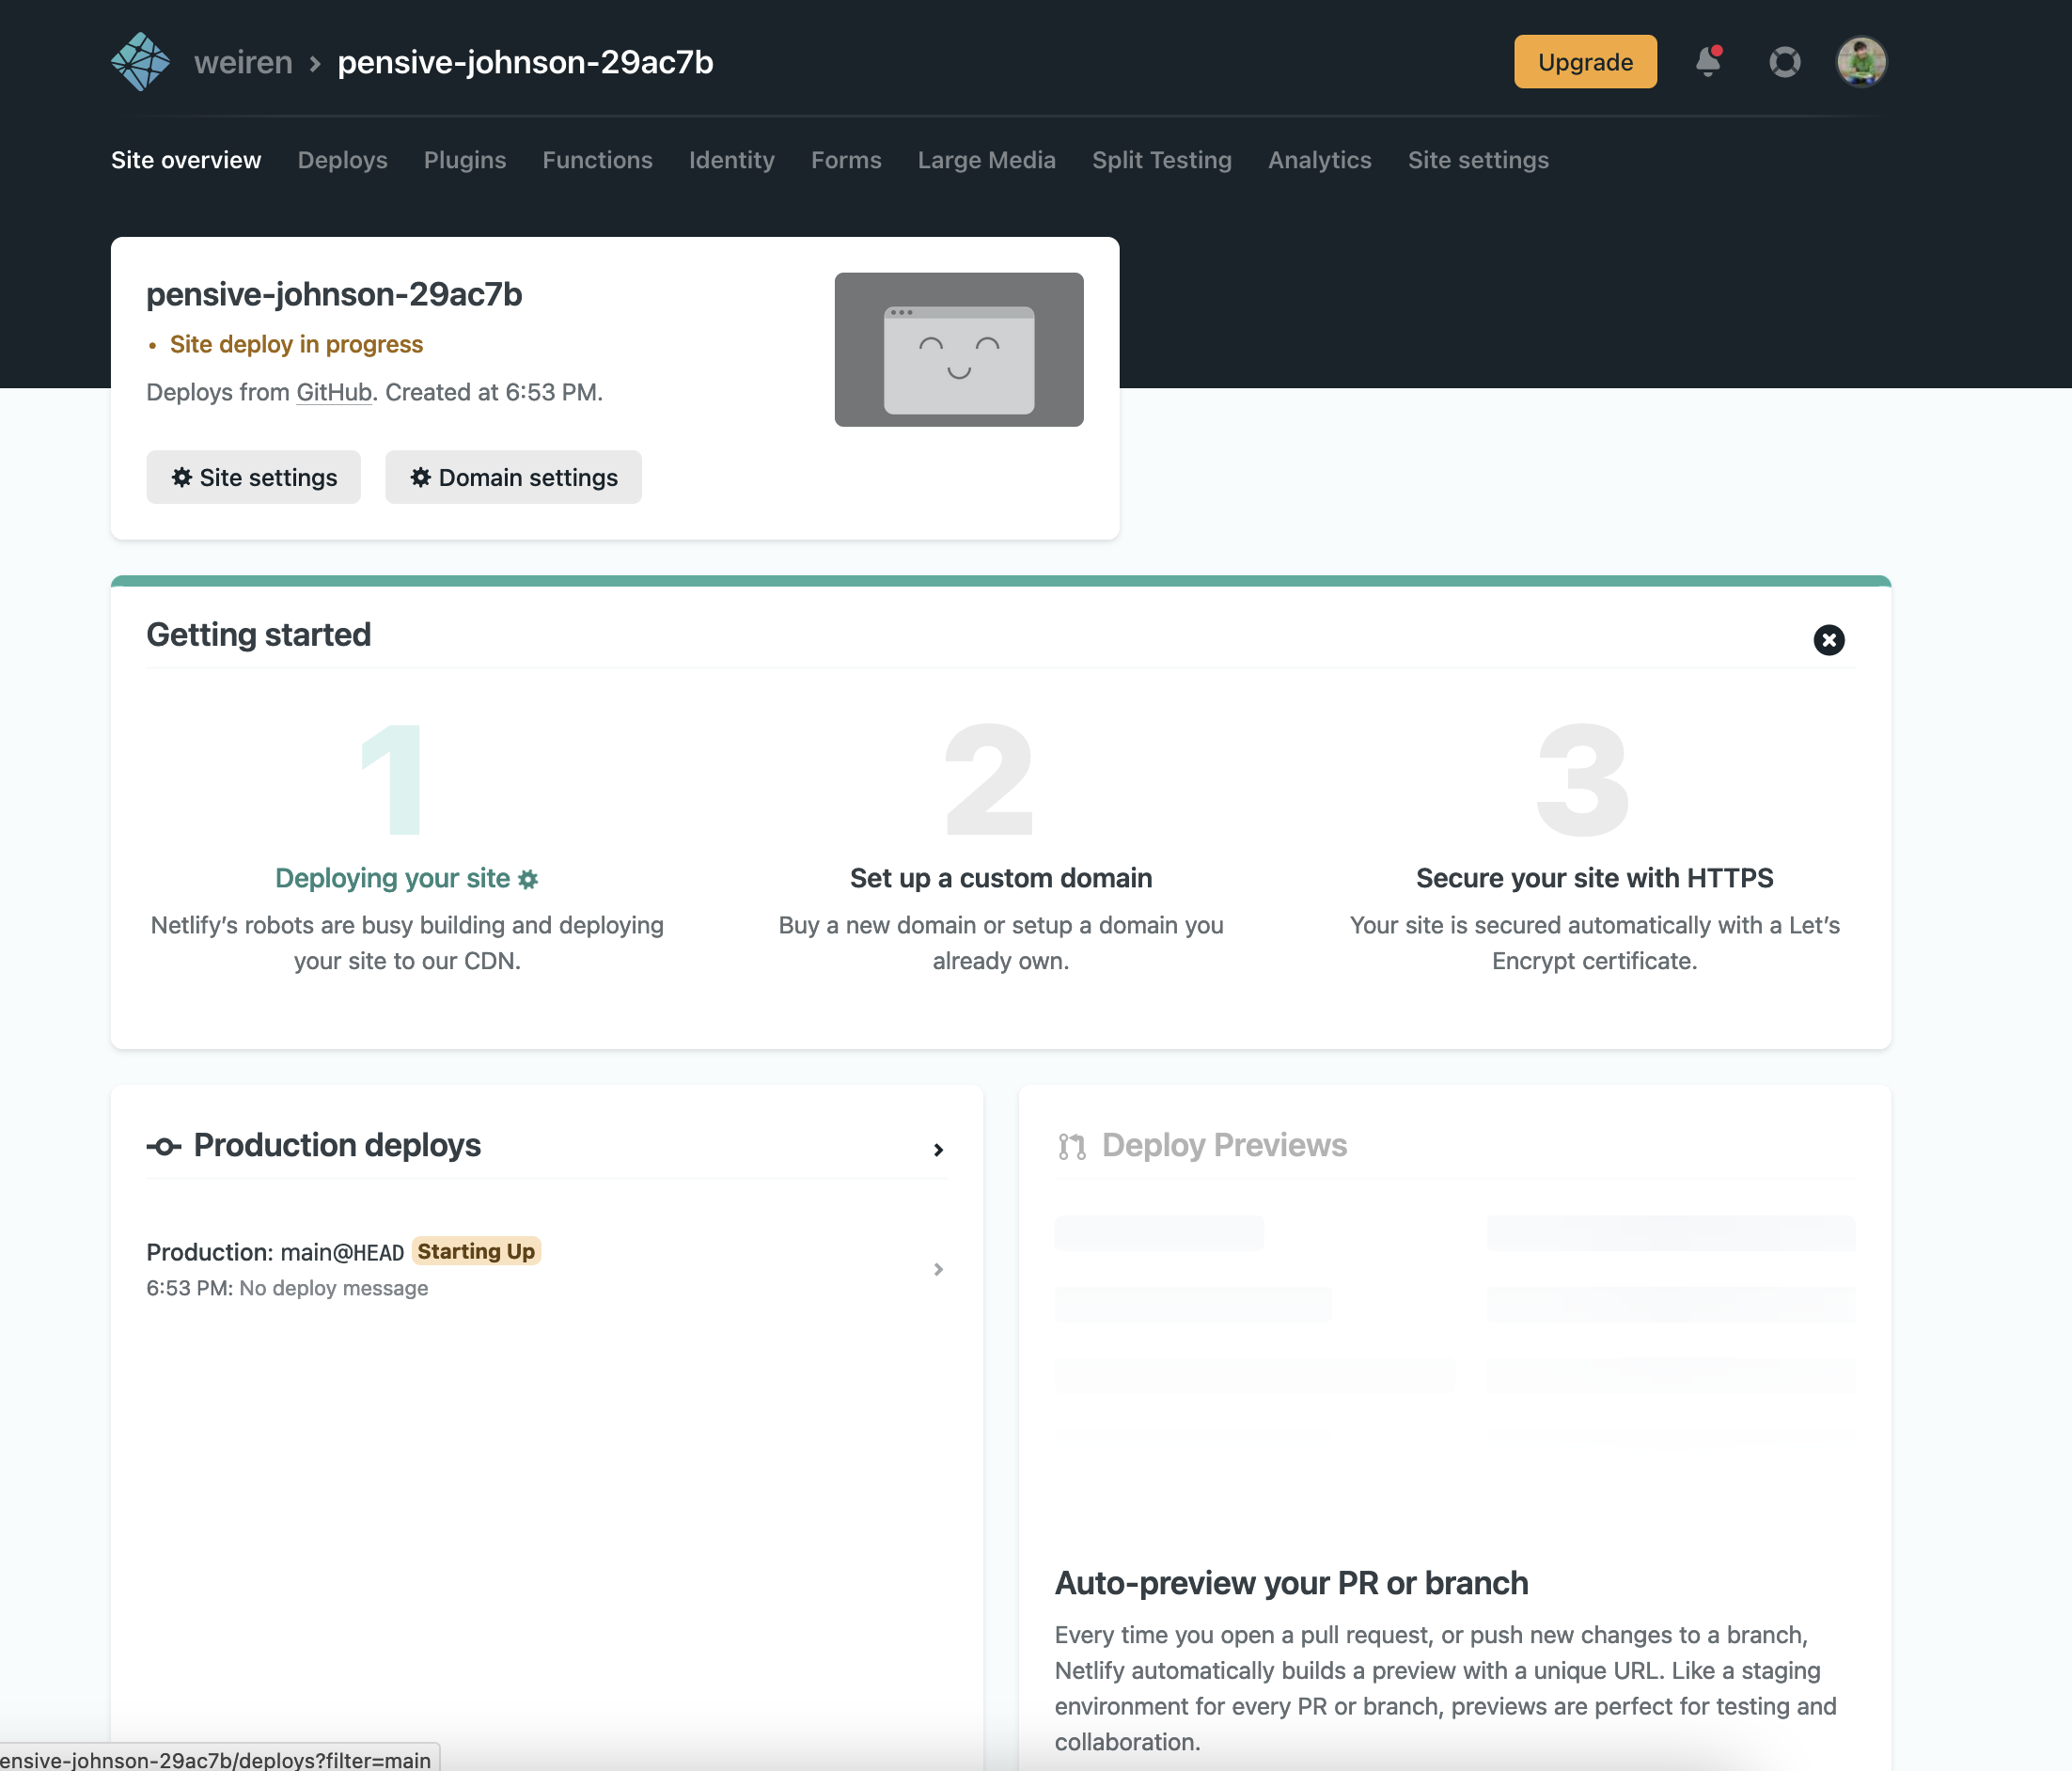 weiren > pensive-johnson-29ac7b
Upgrade
Site overview Deploys Plugins Functions Identity Forms Large Media Split Testing Analytics Site settings
pensive-johnson-29ac7b
• Site deploy in progress
Deploys from GitHub. Created at 6:53 PM.
Site settings Domain settings
Getting started
1
Deploying your site
Netlify’s robots are busy building and deploying
your site to our CDN.
2
Set up a custom domain
Buy a new domain or setup a domain you
already own.
3
Secure your site with HTTPS
Your site is secured automatically with a Let’s
Encrypt certificate.
Production deploys
Production: main@HEAD Starting Up
6:53 PM: No deploy message
Deploy Previews
Auto-preview your PR or branch
Every time you open a pull request, or push new changes to a branch,
Netlify automatically builds a preview with a unique URL. Like a staging
environment for every PR or branch, previews are perfect for testing and
collaboration.
ensive-johnson-29ac7b/deploys?filter=main